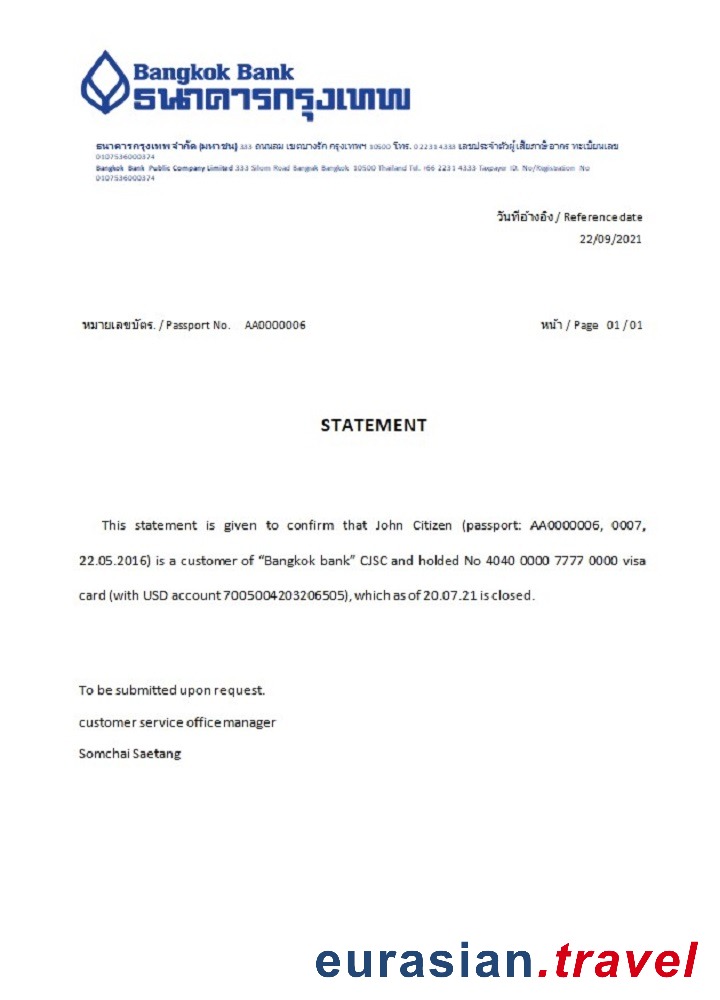 Bangkok Bank
ธนาคารกรุงเทพ
ธนาคารกรุงเทพ จำกัด (มหาชน) 333 ถนนสีลม เขตบางรัก กรุงเทพฯ 10500 โทร. 0 2231 4333 เลขประจำตัวผู้เสียภาษีอากร ทะเบียนเลข
0107536000374
Bangkok Bank Public Company Limited 333 Silom Road Bangrak Bangkok 10500 Thailand Tel. +66 2231 4333 Taxpayer ID. No/Registration No
0107536000374
วันที่อ้างอิง / Reference date
22/09/2021
หมายเลขบัตร. / Passport No. AA0000006 หน้า / Page 01 / 01
STATEMENT
This statement is given to confirm that John Citizen (passport: AA0000006, 0007,
22.05.2016) is a customer of “Bangkok bank” CJSC and holded No 4040 0000 7777 0000 visa
card (with USD account 7005004203206505), which as of 20.07.21 is closed.
To be submitted upon request.
customer service office manager
Somchai Saetang
eurasian.travel